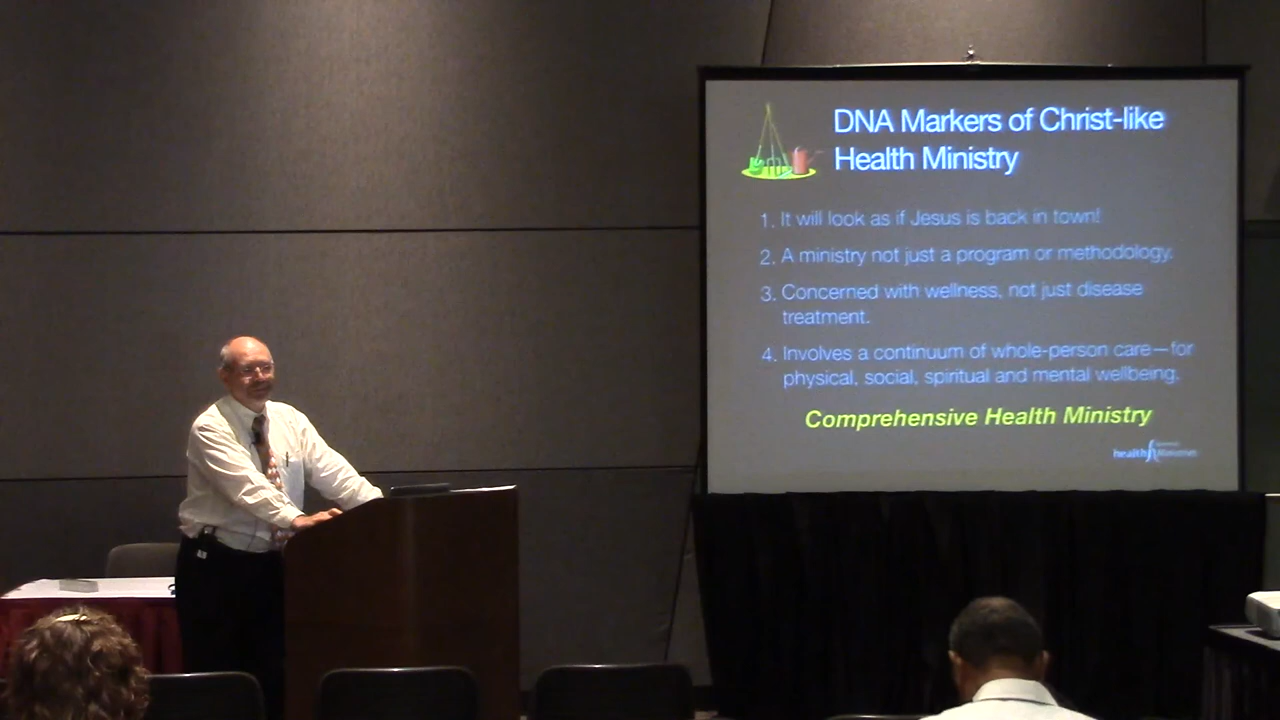 DNA Markers of Christ-like
Health Ministry
1. It will look as if Jesus is back in town!
2. A ministry not just a program or methodology.
3. Concerned with wellness, not just disease
treatment.
4. Involves a continuum of whole-person care—for
physical, social, spiritual and mental wellbeing.
Comprehensive Health Ministry
health Ministries